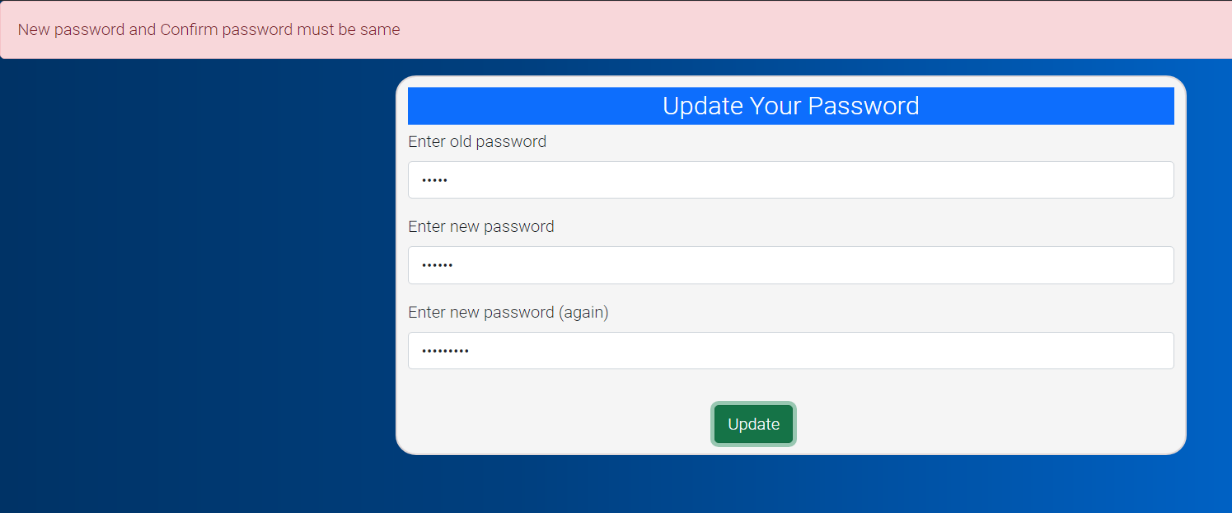 New password and Confirm password must be same
Update Your Password
Enter old password
•••••
Enter new password
••••••
Enter new password (again)
•••••••••
Update